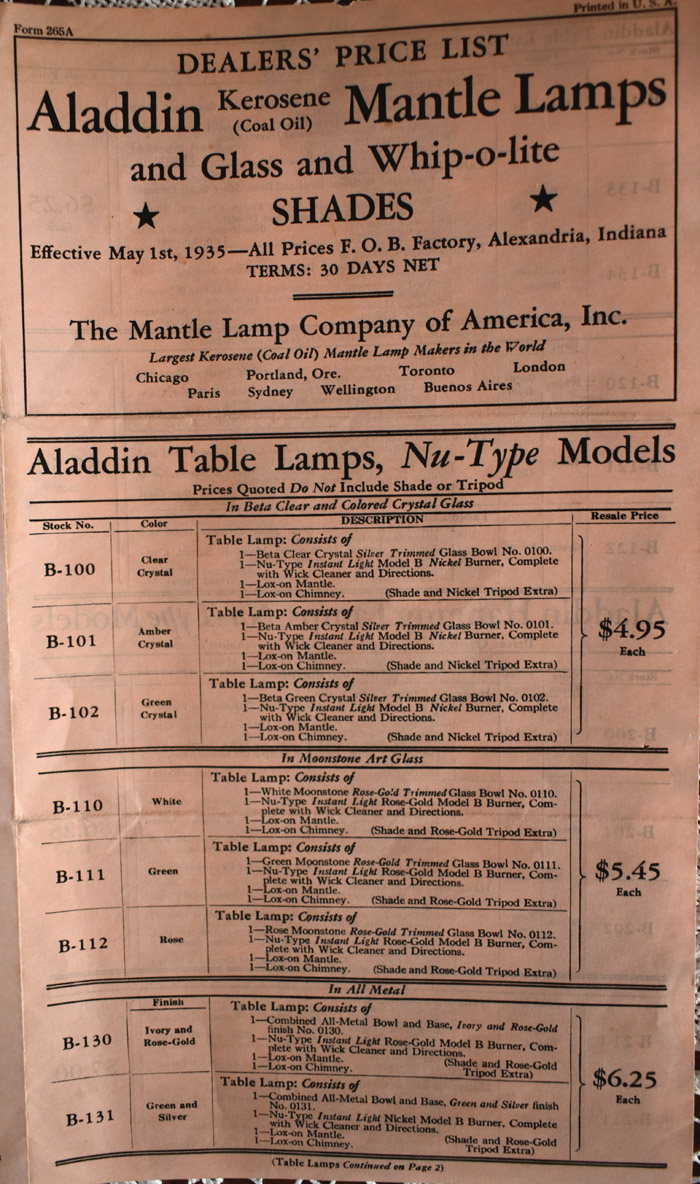 Form 265A
Printed in U. S. A.
DEALERS' PRICE LIST
Aladdin Kerosene (Coal Oil) Mantle Lamps
and Glass and Whip-o-lite
★ SHADES ★
Effective May 1st, 1935—All Prices F. O. B. Factory, Alexandria, Indiana
TERMS: 30 DAYS NET
The Mantle Lamp Company of America, Inc.
Largest Kerosene (Coal Oil) Mantle Lamp Makers in the World
Chicago Portland, Ore. Toronto London
Paris Sydney Wellington Buenos Aires
Aladdin Table Lamps, Nu-Type Models
Prices Quoted Do Not Include Shade or Tripod
In Beta Clear and Colored Crystal Glass
Stock No. Color DESCRIPTION Resale Price
B-100
Clear
Crystal
Table Lamp: Consists of
1—Beta Clear Crystal Silver Trimmed Glass Bowl No. 0100.
1—Nu-Type Instant Light Model B Nickel Burner, Complete
with Wick Cleaner and Directions.
1—Lox-on Mantle.
1—Lox-on Chimney. (Shade and Nickel Tripod Extra)
B-101
Amber
Crystal
Table Lamp: Consists of
1—Beta Amber Crystal Silver Trimmed Glass Bowl No. 0101.
1—Nu-Type Instant Light Model B Nickel Burner, Complete
with Wick Cleaner and Directions.
1—Lox-on Mantle.
1—Lox-on Chimney. (Shade and Nickel Tripod Extra)
$4.95
Each
B-102
Green
Crystal
Table Lamp: Consists of
1—Beta Green Crystal Silver Trimmed Glass Bowl No. 0102.
1—Nu-Type Instant Light Model B Nickel Burner, Complete
with Wick Cleaner and Directions.
1—Lox-on Mantle.
1—Lox-on Chimney. (Shade and Nickel Tripod Extra)
In Moonstone Art Glass
B-110
White
Table Lamp: Consists of
1—White Moonstone Rose-Gold Trimmed Glass Bowl No. 0110.
1—Nu-Type Instant Light Rose-Gold Model B Burner, Com-
plete with Wick Cleaner and Directions.
1—Lox-on Mantle.
1—Lox-on Chimney. (Shade and Rose-Gold Tripod Extra)
B-111
Green
Table Lamp: Consists of
1—Green Moonstone Rose-Gold Trimmed Glass Bowl No. 0111.
1—Nu-Type Instant Light Rose-Gold Model B Burner, Com-
plete with Wick Cleaner and Directions.
1—Lox-on Mantle.
1—Lox-on Chimney. (Shade and Rose-Gold Tripod Extra)
$5.45
Each
B-112
Rose
Table Lamp: Consists of
1—Rose Moonstone Rose-Gold Trimmed Glass Bowl No. 0112.
1—Nu-Type Instant Light Rose-Gold Model B Burner, Com-
plete with Wick Cleaner and Directions.
1—Lox-on Mantle.
1—Lox-on Chimney. (Shade and Rose-Gold Tripod Extra)
In All Metal
Finish
B-130
Ivory and
Rose-Gold
Table Lamp: Consists of
1—Combined All-Metal Bowl and Base, Ivory and Rose-Gold
finish No. 0130.
1—Nu-Type Instant Light Rose-Gold Model B Burner, Com-
plete with Wick Cleaner and Directions.
1—Lox-on Mantle.
1—Lox-on Chimney. (Shade and Rose-Gold
Tripod Extra)
$6.25
Each
B-131
Green and
Silver
Table Lamp: Consists of
1—Combined All-Metal Bowl and Base, Green and Silver finish
No. 0131.
1—Nu-Type Instant Light Nickel Model B Burner, Complete
with Wick Cleaner and Directions.
1—Lox-on Mantle.
1—Lox-on Chimney. (Shade and Rose-Gold
Tripod Extra)
(Table Lamps Continued on Page 2)